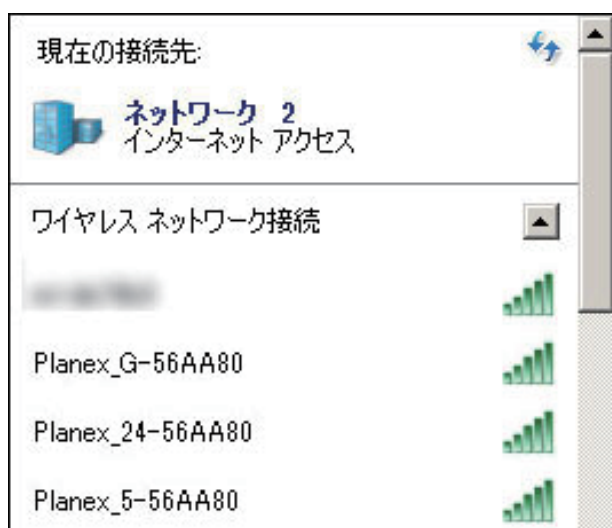 現在の接続先:
ネットワーク 2
インターネット アクセス
ワイヤレス ネットワーク接続
Planex_G-56AA80
Planex_24-56AA80
Planex_5-56AA80